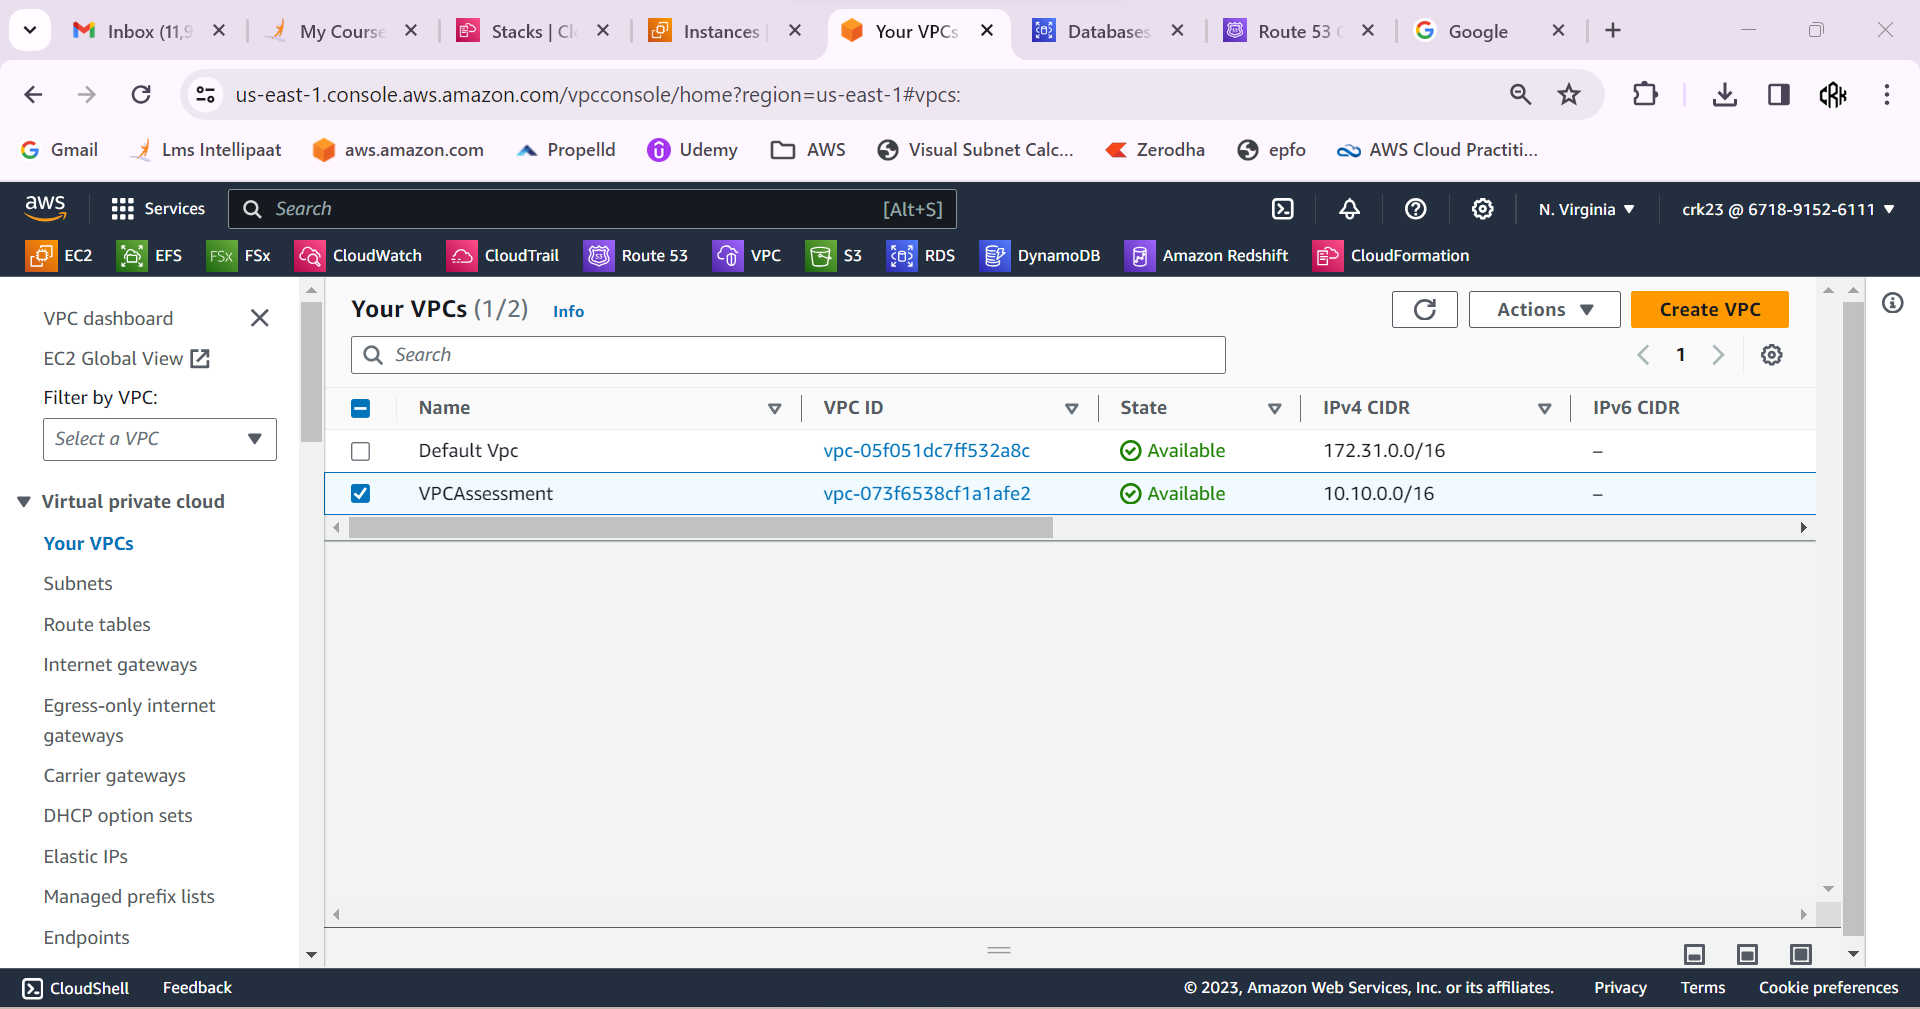 Inbox (11,9
My Course
Stacks | Cl
Instances |
Your VPCs
Databases
Route 53 C
Google
us-east-1.console.aws.amazon.com/vpcconsole/home?region=us-east-1#vpcs:
Gmail
Lms Intellipaat
aws.amazon.com
Propelld
Udemy
AWS
Visual Subnet Calc...
Zerodha
epfo
AWS Cloud Practiti...
aws
Services
Search
[Alt+S]
N. Virginia
crk23 @ 6718-9152-6111
EC2
EFS
FSx
FSx
CloudWatch
CloudTrail
Route 53
VPC
S3
RDS
DynamoDB
Amazon Redshift
CloudFormation
VPC dashboard
EC2 Global View
Filter by VPC:
Select a VPC
Virtual private cloud
Your VPCs
Subnets
Route tables
Internet gateways
Egress-only internet
gateways
Carrier gateways
DHCP option sets
Elastic IPs
Managed prefix lists
Endpoints
Your VPCs (1/2) Info
Actions
Create VPC
Search
1
Name VPC ID State IPv4 CIDR IPv6 CIDR
Default Vpc vpc-05f051dc7ff532a8c Available 172.31.0.0/16 –
VPCAssessment vpc-073f6538cf1a1afe2 Available 10.10.0.0/16 –
CloudShell Feedback © 2023, Amazon Web Services, Inc. or its affiliates. Privacy Terms Cookie preferences